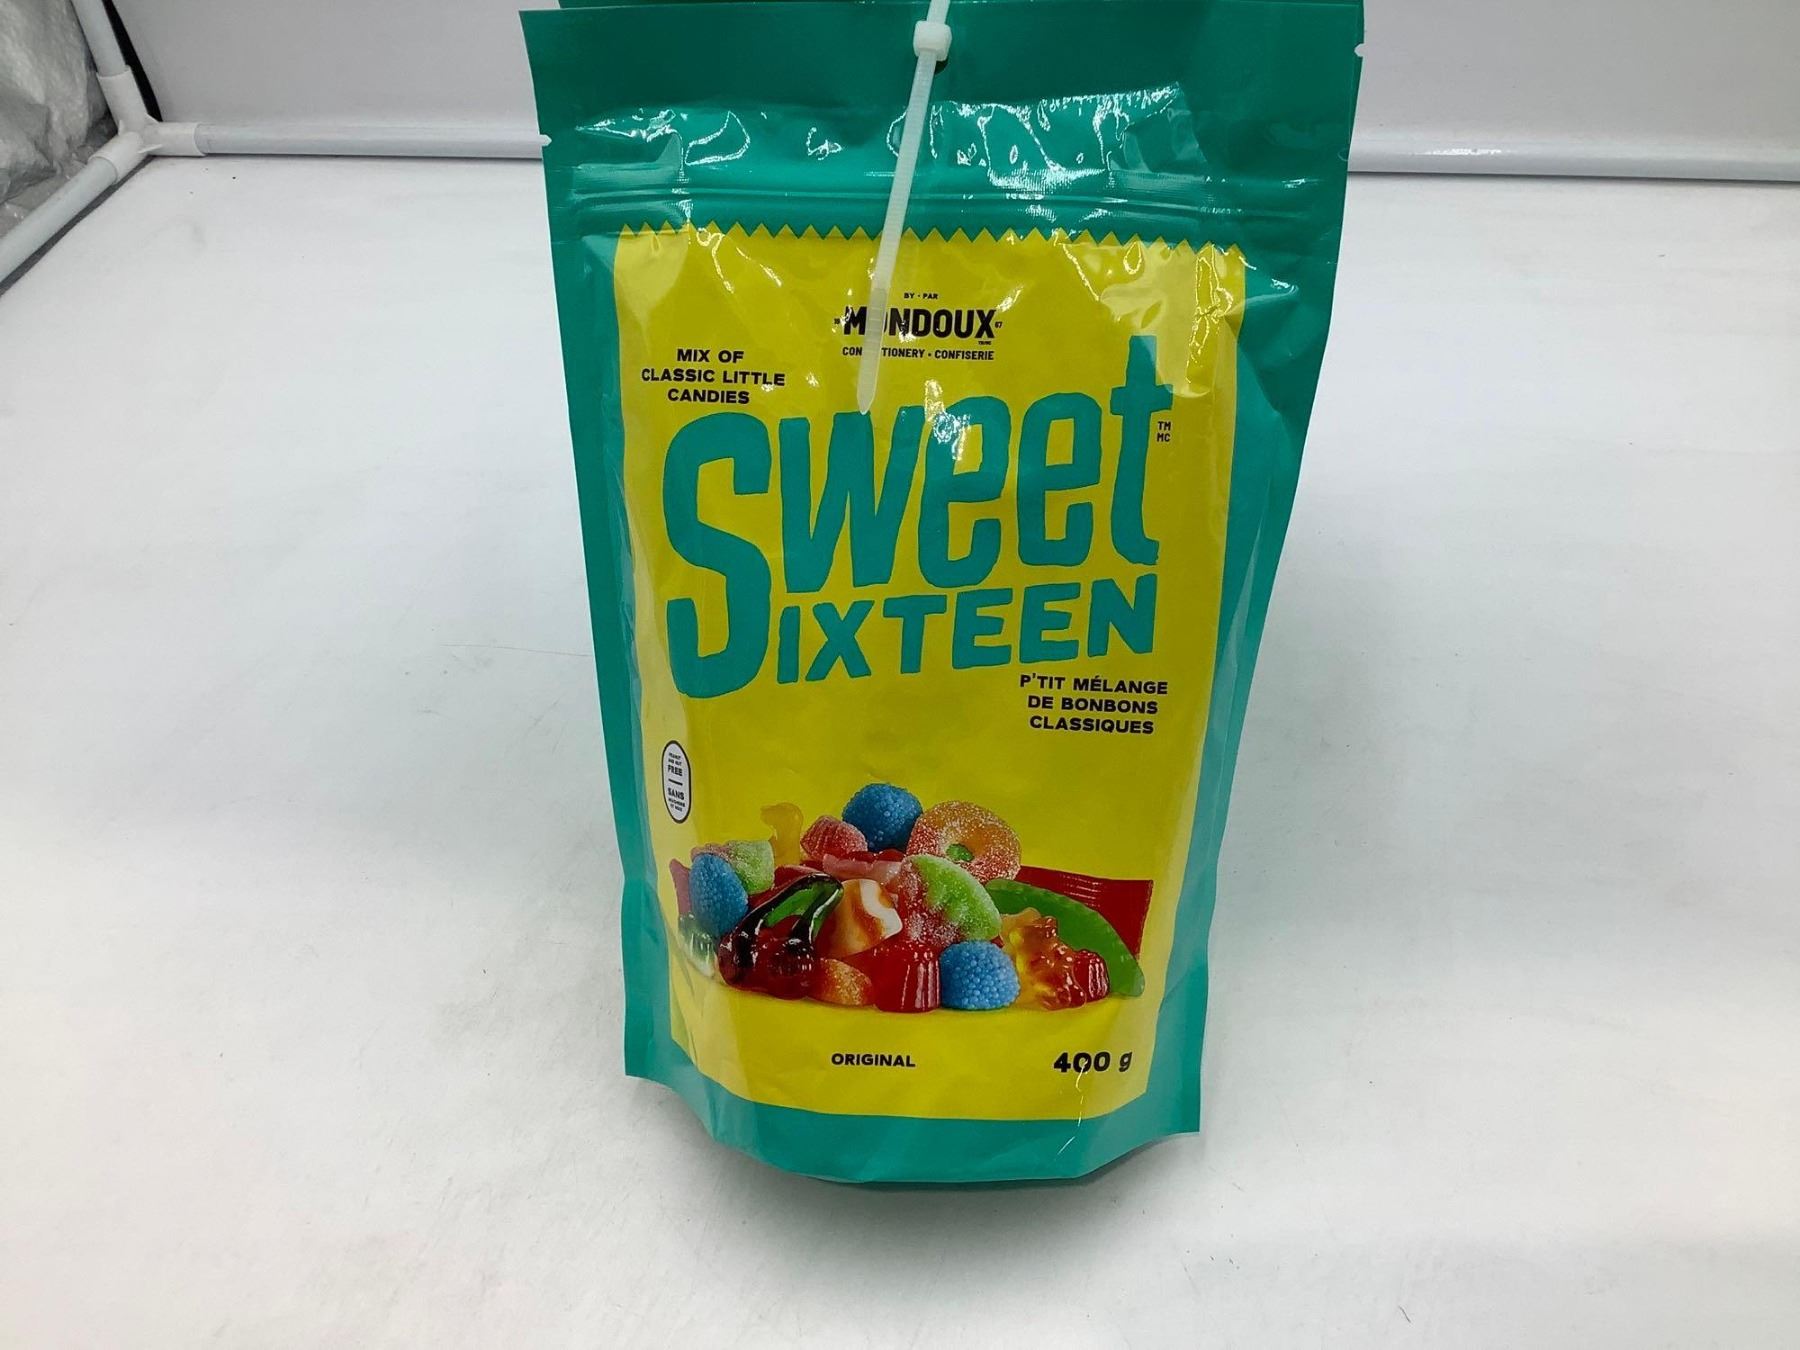 BY • PAR
MONDOUX
CONFECTIONERY • CONFISERIE
MIX OF
CLASSIC LITTLE
CANDIES
Sweet
TM
MC
SIXTEEN
P'TIT MÉLANGE
DE BONBONS
CLASSIQUES
FREE
SANS
ORIGINAL
400 g